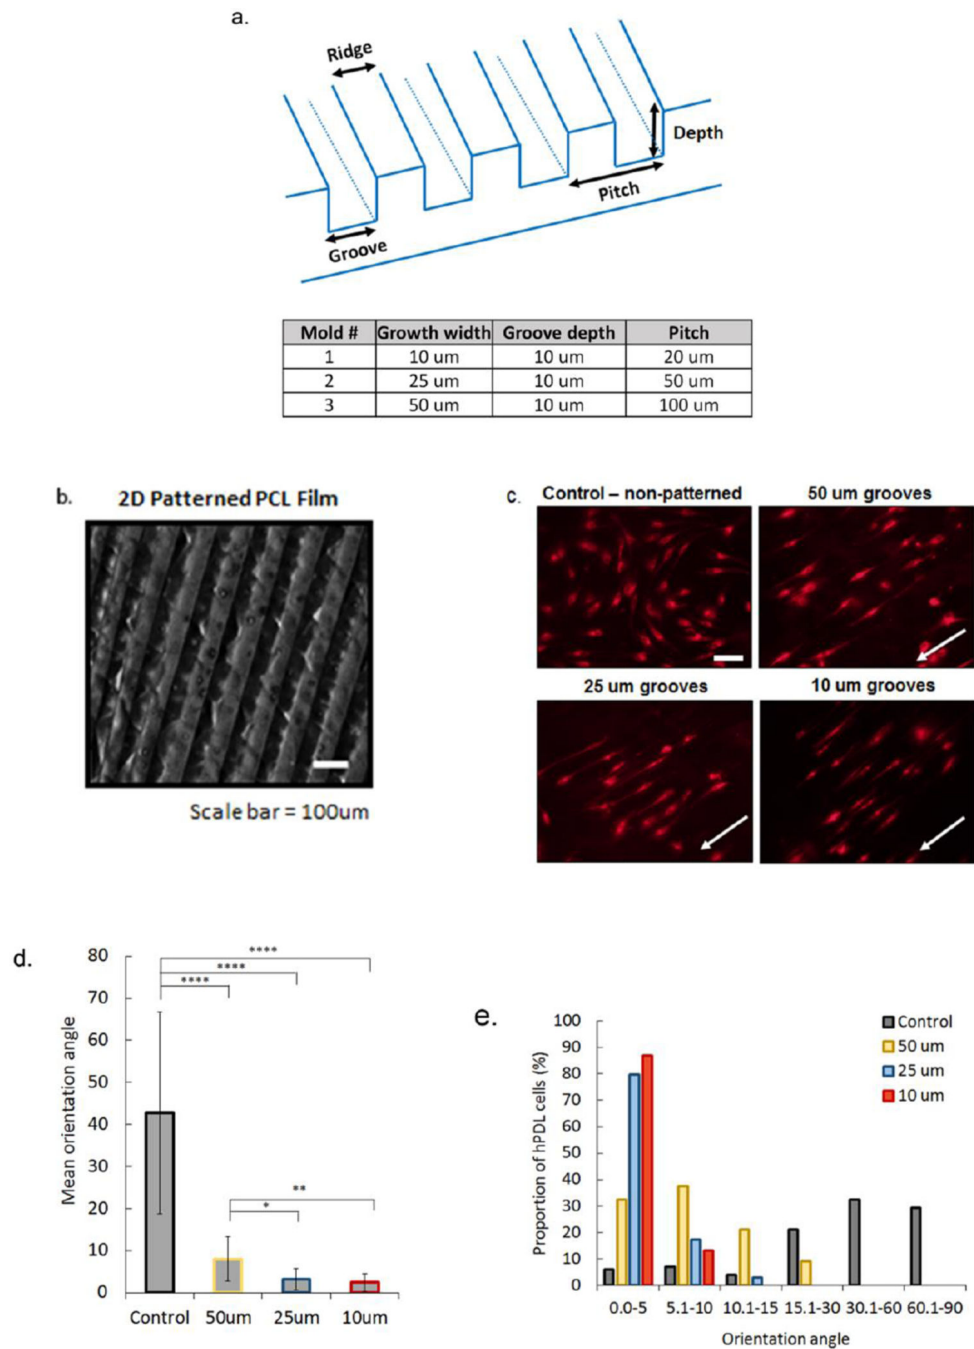 a.
Ridge
Depth
Pitch
Groove
Mold # Growth width Groove depth Pitch
1 10 um 10 um 20 um
2 25 um 10 um 50 um
3 50 um 10 um 100 um
b. 2D Patterned PCL Film
Scale bar = 100um
c. Control – non-patterned 50 um grooves
25 um grooves 10 um grooves
d.
Mean orientation angle
80
70
60
50
40
30
20
10
0
****
****
****
**
*
Control 50um 25um 10um
e.
Proportion of hPDL cells (%)
100
90
80
70
60
50
40
30
20
10
0
Control
50 um
25 um
10 um
0.0-5 5.1-10 10.1-15 15.1-30 30.1-60 60.1-90
Orientation angle